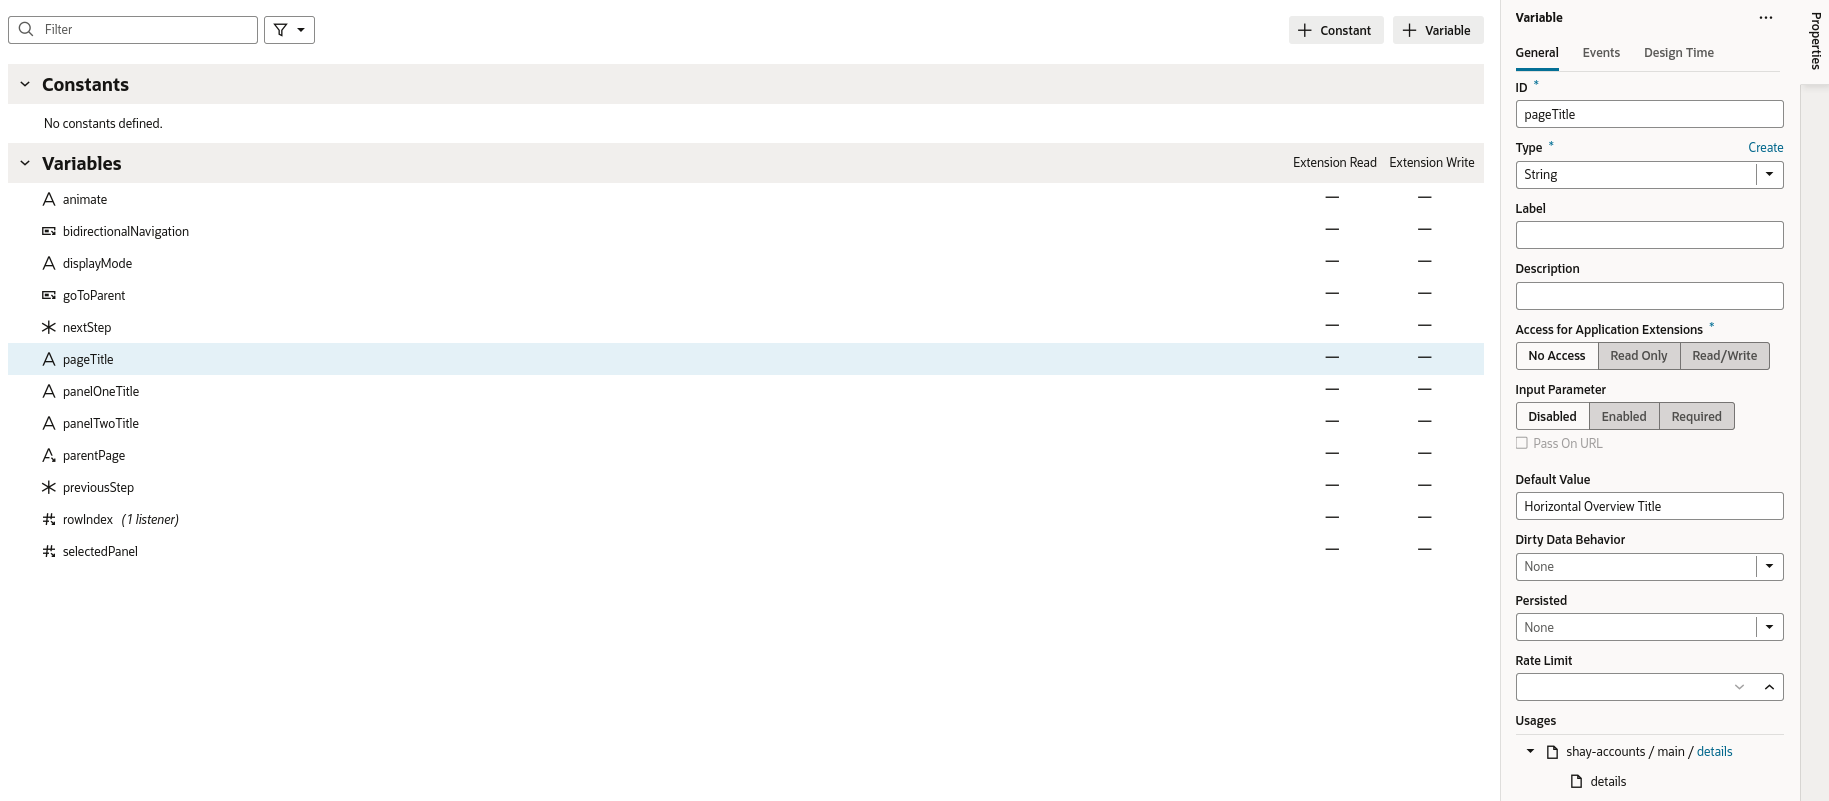 Filter
Constant
Variable
Constants
No constants defined.
Variables
Extension Read
Extension Write
animate
bidirectionalNavigation
displayMode
goToParent
nextStep
pageTitle
panelOneTitle
panelTwoTitle
parentPage
previousStep
rowIndex (1 listener)
selectedPanel
Variable
General
Events
Design Time
ID *
pageTitle
Type *
Create
String
Label
Description
Access for Application Extensions *
No Access
Read Only
Read/Write
Input Parameter
Disabled
Enabled
Required
Pass On URL
Default Value
Horizontal Overview Title
Dirty Data Behavior
None
Persisted
None
Rate Limit
Usages
shay-accounts / main / details
details
Properties